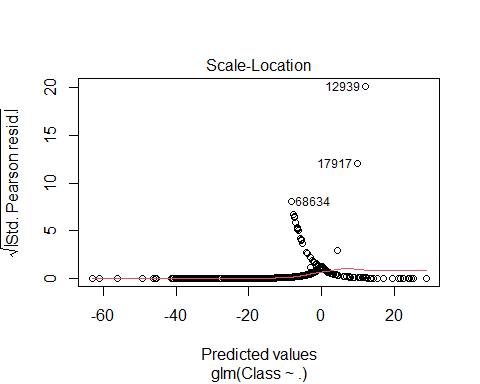 Scale-Location
√|Std. Pearson resid.|
20
15
10
5
0
12939
17917
68634
-60 -40 -20 0 20
Predicted values
glm(Class ~ .)